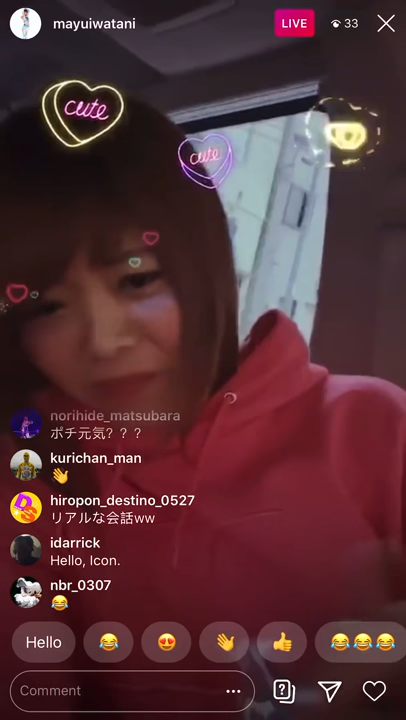 mayuiwatani
LIVE
33
cute
cute
norihide_matsubara
ポチ元気？？？
kurichan_man
👋
hiropon_destino_0527
リアルな会話ww
idarrick
Hello, Icon.
nbr_0307
😂
Hello 😂 😍 👋 👍 😂😂😂
Comment